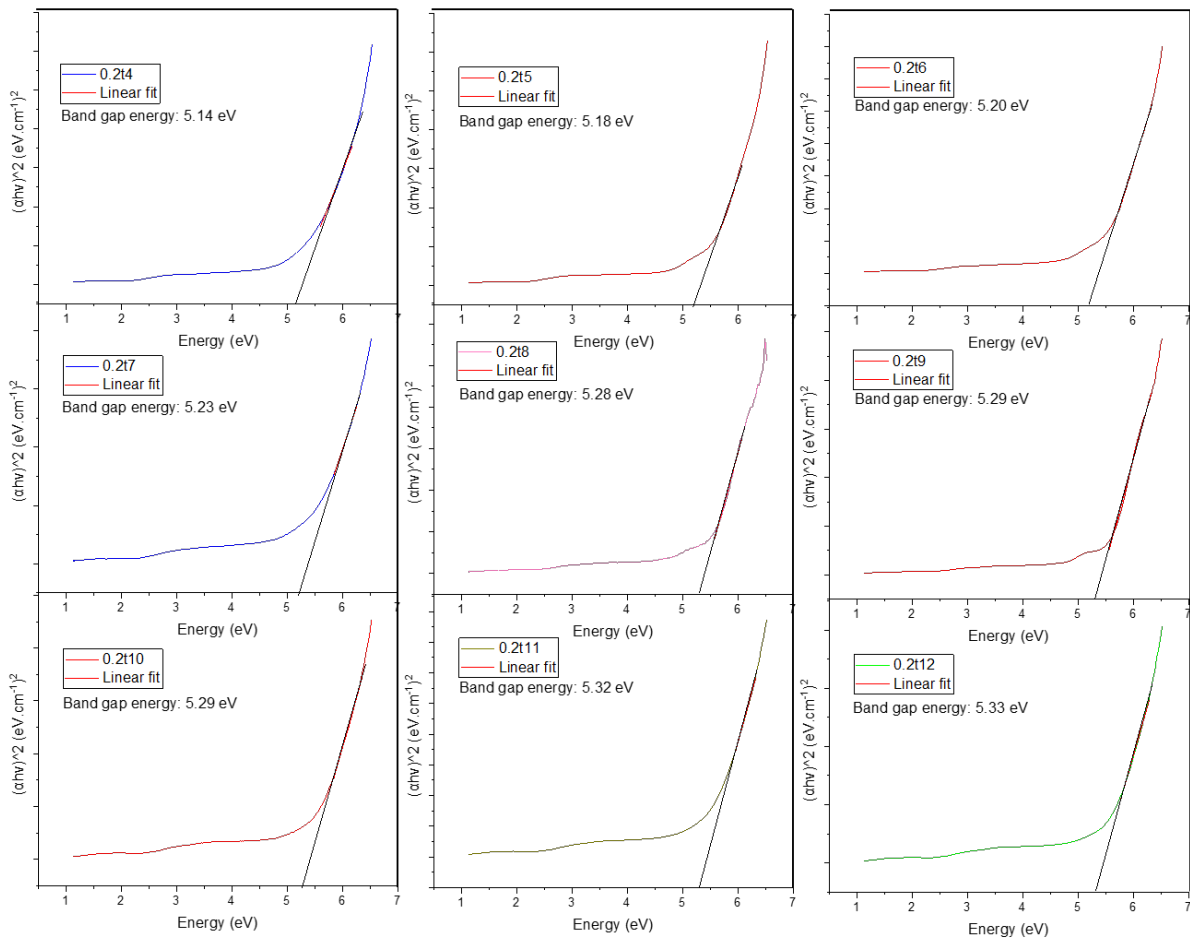 (αhν)^2 (eV.cm⁻¹)²
0.2t4
Linear fit
Band gap energy: 5.14 eV
1 2 3 4 5 6 7
Energy (eV)
(αhν)^2 (eV.cm⁻¹)²
0.2t5
Linear fit
Band gap energy: 5.18 eV
1 2 3 4 5 6 7
Energy (eV)
(αhν)^2 (eV.cm⁻¹)²
0.2t6
Linear fit
Band gap energy: 5.20 eV
1 2 3 4 5 6 7
Energy (eV)
(αhν)^2 (eV.cm⁻¹)²
0.2t7
Linear fit
Band gap energy: 5.23 eV
1 2 3 4 5 6 7
Energy (eV)
(αhν)^2 (eV.cm⁻¹)²
0.2t8
Linear fit
Band gap energy: 5.28 eV
1 2 3 4 5 6 7
Energy (eV)
(αhν)^2 (eV.cm⁻¹)²
0.2t9
Linear fit
Band gap energy: 5.29 eV
1 2 3 4 5 6 7
Energy (eV)
(αhν)^2 (eV.cm⁻¹)²
0.2t10
Linear fit
Band gap energy: 5.29 eV
1 2 3 4 5 6 7
Energy (eV)
(αhν)^2 (eV.cm⁻¹)²
0.2t11
Linear fit
Band gap energy: 5.32 eV
1 2 3 4 5 6 7
Energy (eV)
(αhν)^2 (eV.cm⁻¹)²
0.2t12
Linear fit
Band gap energy: 5.33 eV
1 2 3 4 5 6 7
Energy (eV)